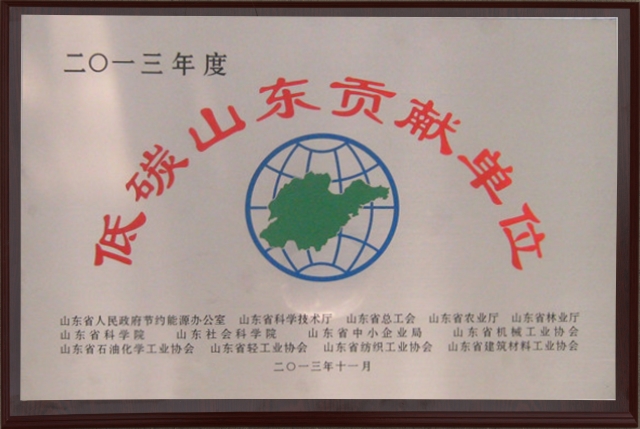 二〇一三年度
低碳山东贡献单位
山东省人民政府节约能源办公室 山东省科学技术厅 山东省总工会 山东省农业厅 山东省林业厅
山东省科学院 山东社会科学院 山东省中小企业局 山东省机械工业协会
山东省石油化学工业协会 山东省轻工业协会 山东省纺织工业协会 山东省建筑材料工业协会
二〇一三年十一月